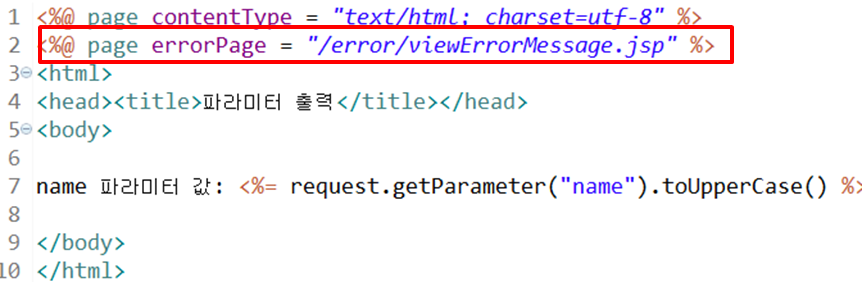 1 <%@ page contentType = "text/html; charset=utf-8" %>
2 <%@ page errorPage = "/error/viewErrorMessage.jsp" %>
3 <html>
4 <head><title>파라미터 출력</title></head>
5 <body>
6
7 name 파라미터 값: <%= request.getParameter("name").toUpperCase() %>
8
9 </body>
10 </html>